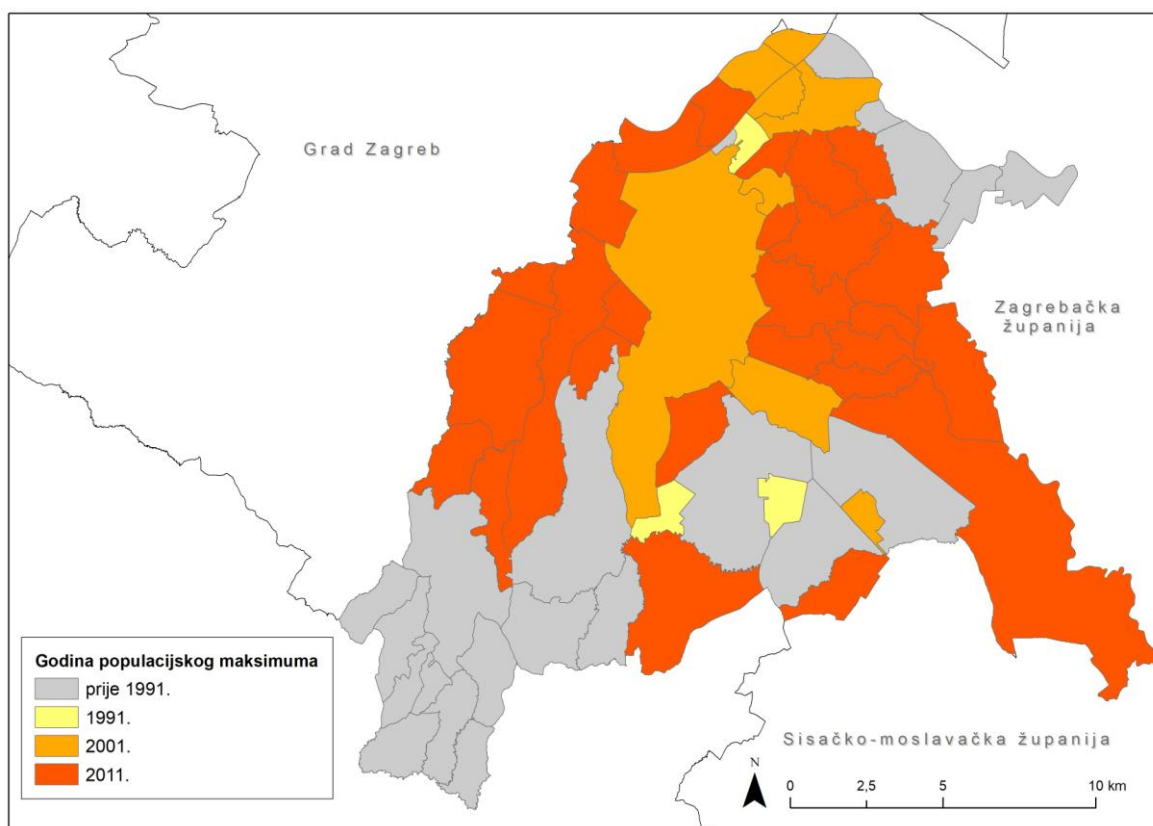 Grad Zagreb
Zagrebačka
županija
Godina populacijskog maksimuma
prije 1991.
1991.
2001.
2011.
Sisačko-moslavačka županija
N
0 2,5 5 10 km